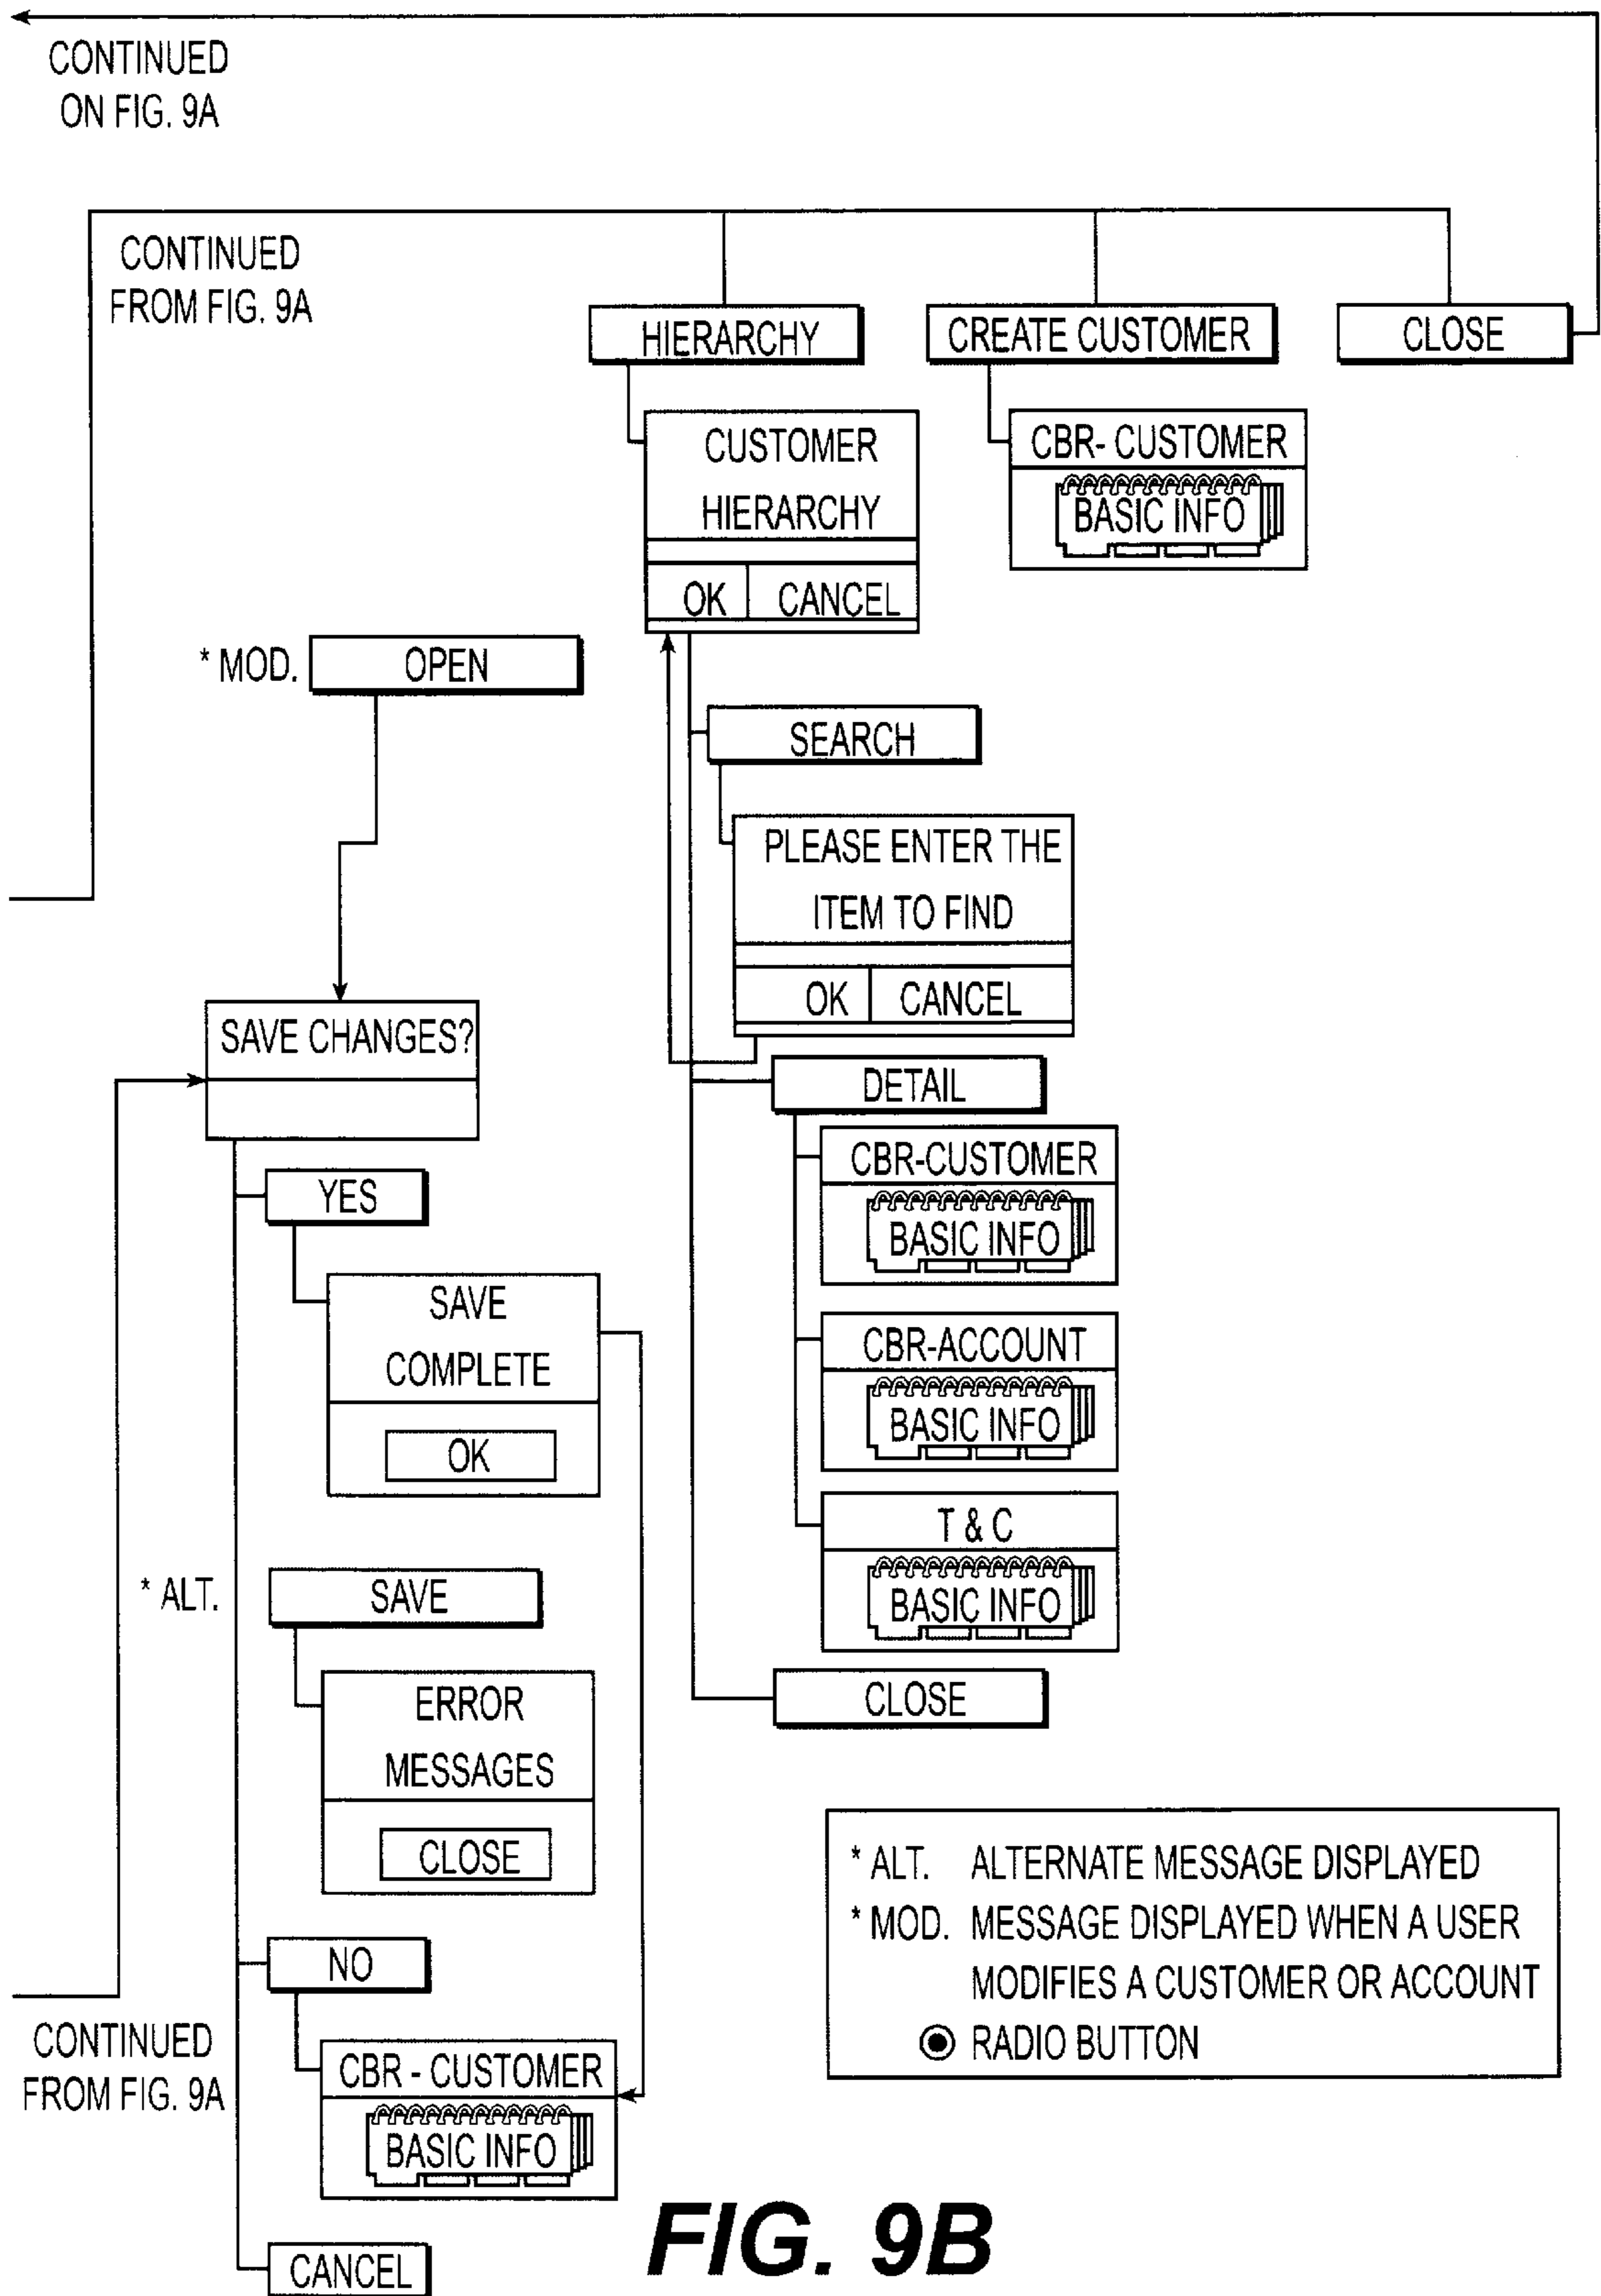 CONTINUED
ON FIG. 9A
CONTINUED
FROM FIG. 9A
HIERARCHY
CREATE CUSTOMER
CLOSE
CUSTOMER
HIERARCHY
OK CANCEL
CBR- CUSTOMER
BASIC INFO
* MOD. OPEN
SEARCH
PLEASE ENTER THE
ITEM TO FIND
OK CANCEL
DETAIL
CBR-CUSTOMER
BASIC INFO
CBR-ACCOUNT
BASIC INFO
T & C
BASIC INFO
CLOSE
SAVE CHANGES?
YES
SAVE
COMPLETE
OK
* ALT. SAVE
ERROR
MESSAGES
CLOSE
NO
CONTINUED
FROM FIG. 9A
CBR - CUSTOMER
BASIC INFO
CANCEL
* ALT. ALTERNATE MESSAGE DISPLAYED
* MOD. MESSAGE DISPLAYED WHEN A USER
MODIFIES A CUSTOMER OR ACCOUNT
RADIO BUTTON
FIG. 9B